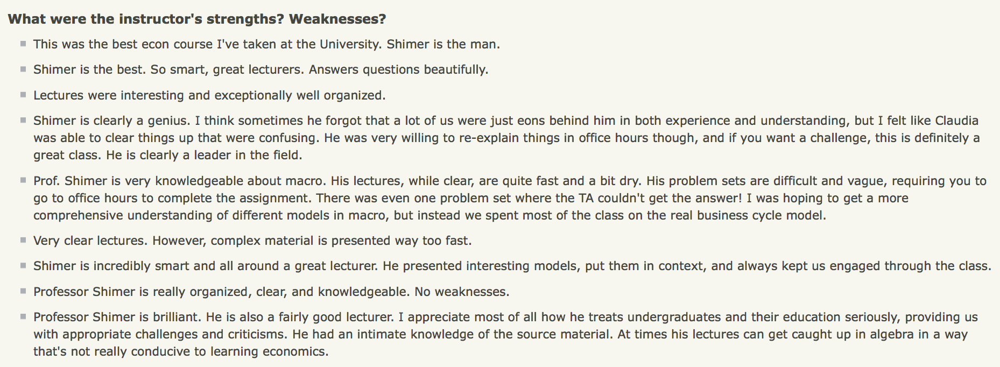 What were the instructor's strengths? Weaknesses?
This was the best econ course I've taken at the University. Shimer is the man.
Shimer is the best. So smart, great lecturers. Answers questions beautifully.
Lectures were interesting and exceptionally well organized.
Shimer is clearly a genius. I think sometimes he forgot that a lot of us were just eons behind him in both experience and understanding, but I felt like Claudia
was able to clear things up that were confusing. He was very willing to re-explain things in office hours though, and if you want a challenge, this is definitely a
great class. He is clearly a leader in the field.
Prof. Shimer is very knowledgeable about macro. His lectures, while clear, are quite fast and a bit dry. His problem sets are difficult and vague, requiring you to
go to office hours to complete the assignment. There was even one problem set where the TA couldn't get the answer! I was hoping to get a more
comprehensive understanding of different models in macro, but instead we spent most of the class on the real business cycle model.
Very clear lectures. However, complex material is presented way too fast.
Shimer is incredibly smart and all around a great lecturer. He presented interesting models, put them in context, and always kept us engaged through the class.
Professor Shimer is really organized, clear, and knowledgeable. No weaknesses.
Professor Shimer is brilliant. He is also a fairly good lecturer. I appreciate most of all how he treats undergraduates and their education seriously, providing us
with appropriate challenges and criticisms. He had an intimate knowledge of the source material. At times his lectures can get caught up in algebra in a way
that's not really conducive to learning economics.